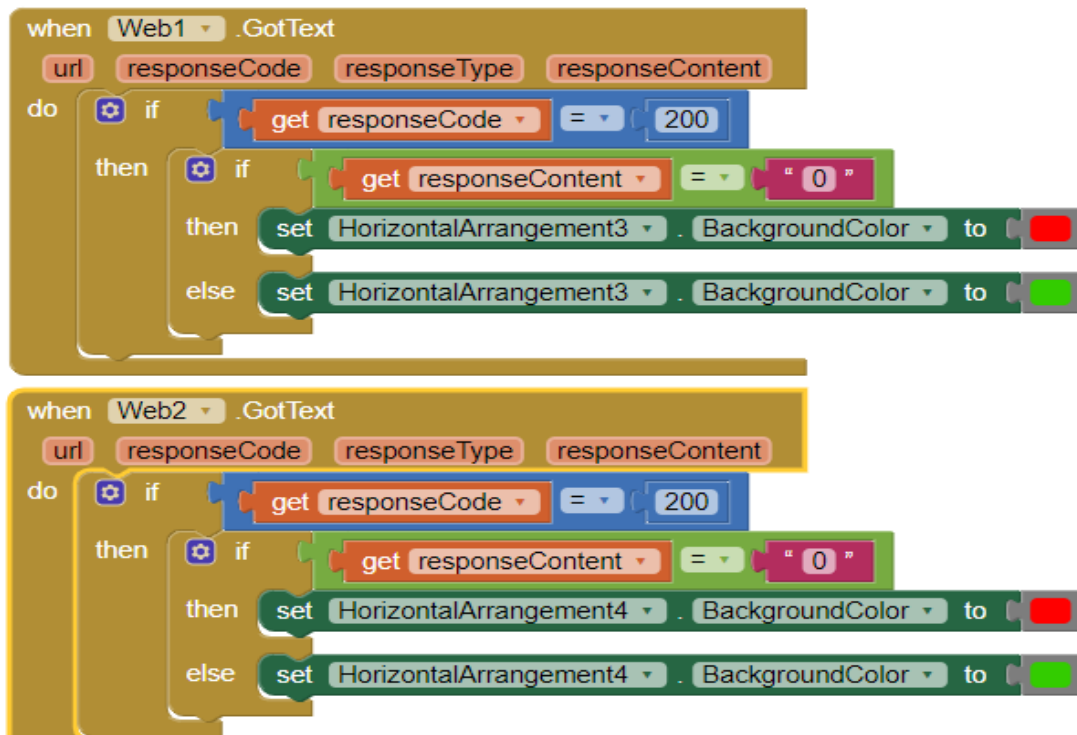 when Web1 .GotText
url responseCode responseType responseContent
do if get responseCode = 200
then if get responseContent = " 0 "
then set HorizontalArrangement3 . BackgroundColor to
else set HorizontalArrangement3 . BackgroundColor to
when Web2 .GotText
url responseCode responseType responseContent
do if get responseCode = 200
then if get responseContent = " 0 "
then set HorizontalArrangement4 . BackgroundColor to
else set HorizontalArrangement4 . BackgroundColor to